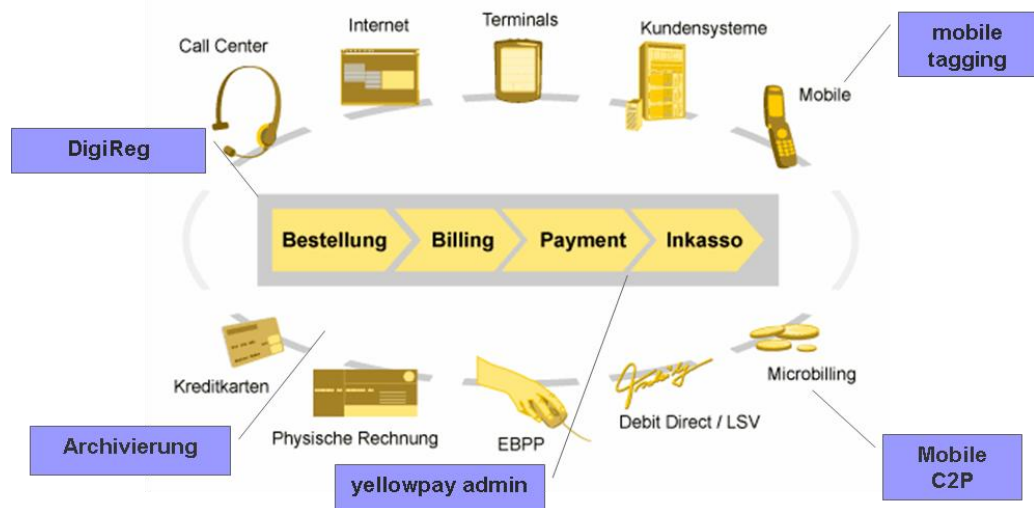 Call Center
Internet
Terminals
Kundensysteme
mobile
tagging
Mobile
DigiReg
Bestellung
Billing
Payment
Inkasso
Kreditkarten
Physische Rechnung
EBPP
Debit Direct / LSV
Microbilling
Archivierung
yellowpay admin
Mobile
C2P